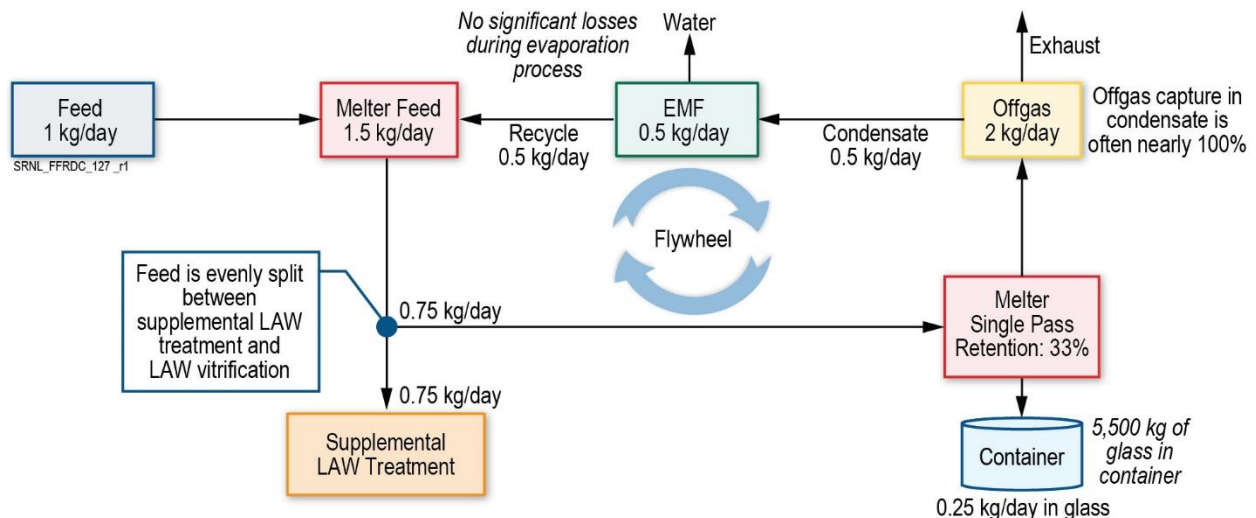 No significant losses
during evaporation
process
Water
Exhaust
Feed
1 kg/day
SRNL_FFRDC_127 _r1
Melter Feed
1.5 kg/day
Recycle
0.5 kg/day
EMF
0.5 kg/day
Condensate
0.5 kg/day
Offgas
2 kg/day
Offgas capture in
condensate is
often nearly 100%
Flywheel
Feed is evenly split
between
supplemental LAW
treatment and
LAW vitrification
0.75 kg/day
0.75 kg/day
Supplemental
LAW Treatment
Melter
Single Pass
Retention: 33%
Container
5,500 kg of
glass in
container
0.25 kg/day in glass